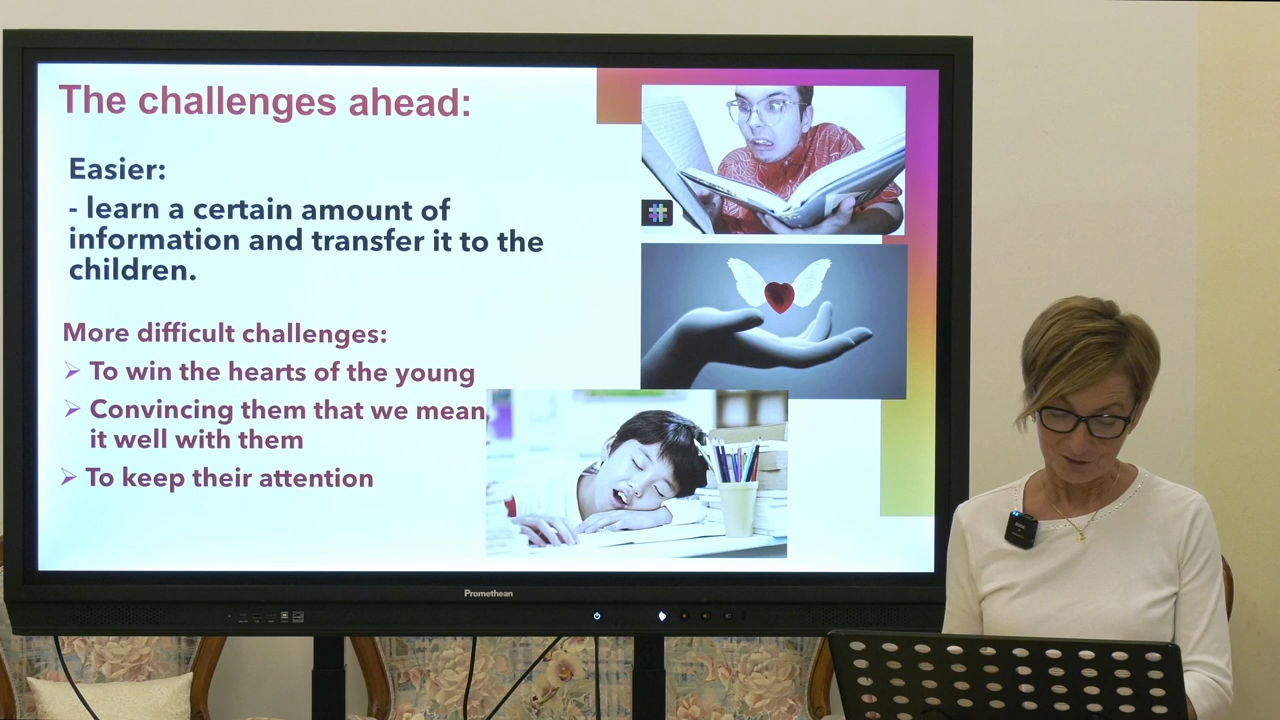 The challenges ahead:
Easier:
- learn a certain amount of
information and transfer it to the
children.
More difficult challenges:
➢ To win the hearts of the young
➢ Convincing them that we mean
it well with them
➢ To keep their attention
Promethean